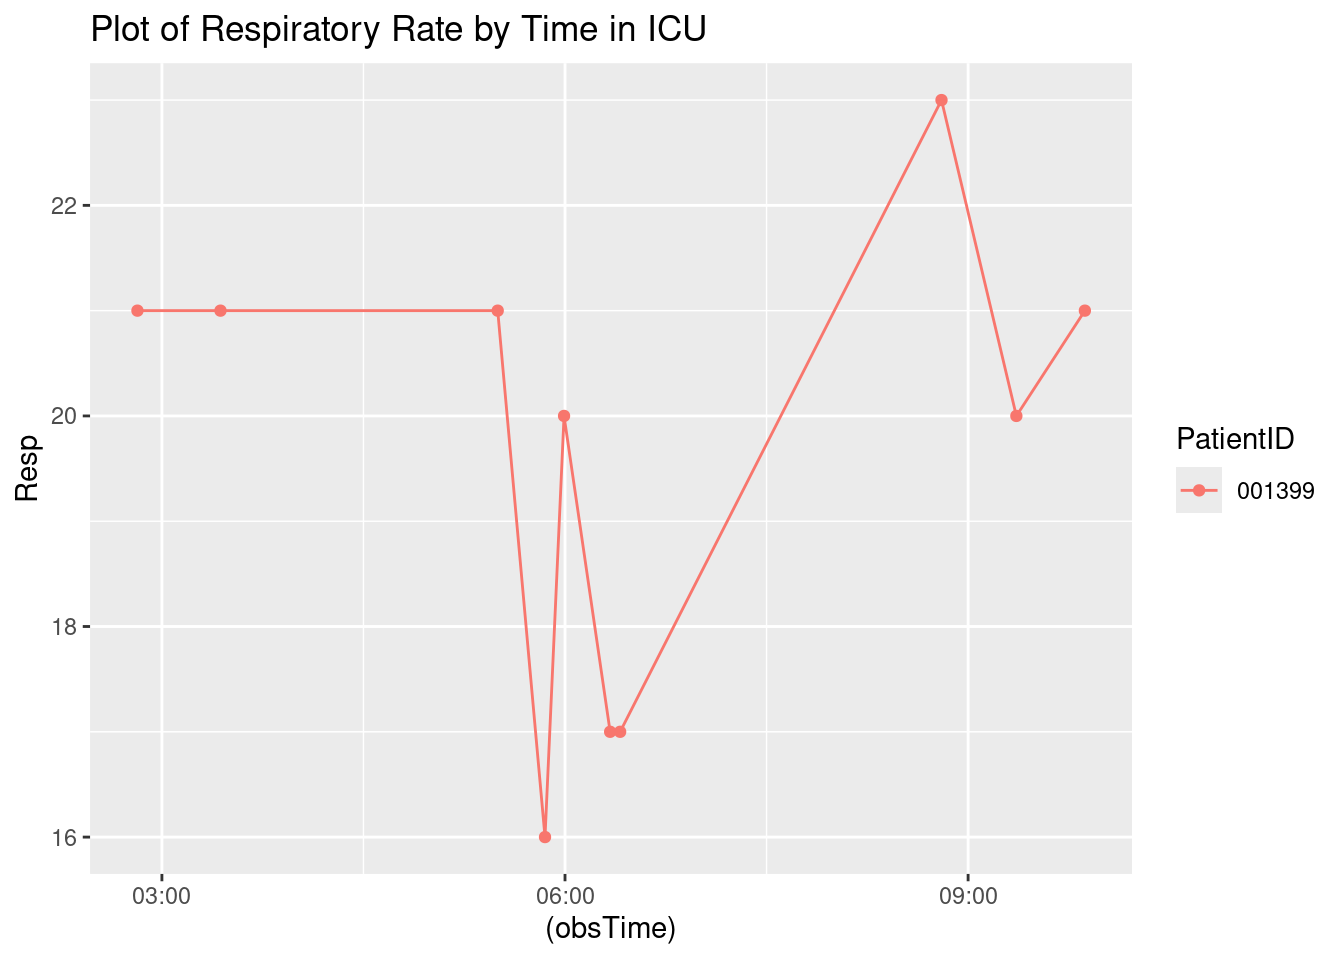 Plot of Respiratory Rate by Time in ICU
22
20
18
16
Resp
03:00 06:00 09:00
(obsTime)
PatientID
001399